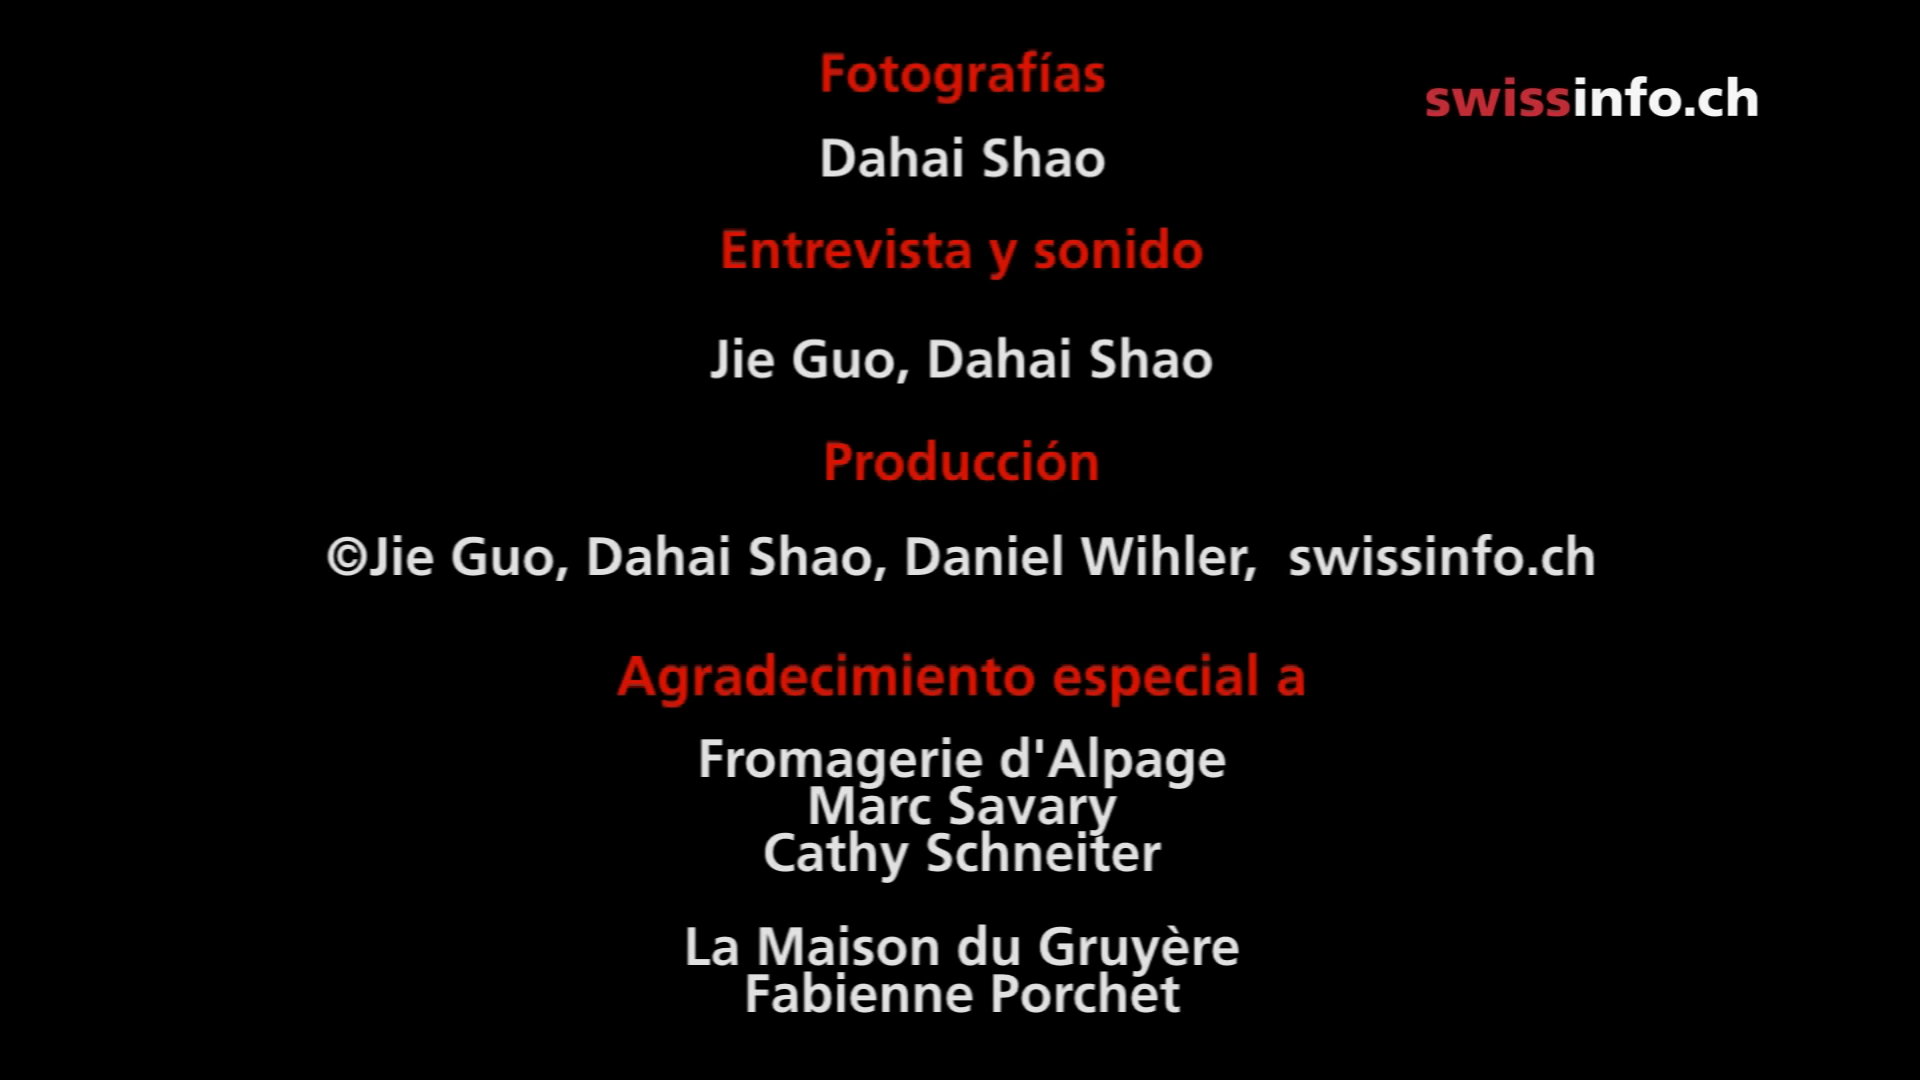 Fotografías
swissinfo.ch
Dahai Shao
Entrevista y sonido
Jie Guo, Dahai Shao
Producción
©Jie Guo, Dahai Shao, Daniel Wihler,  swissinfo.ch
Agradecimiento especial a
Fromagerie d'Alpage
Marc Savary
Cathy Schneiter
La Maison du Gruyère
Fabienne Porchet